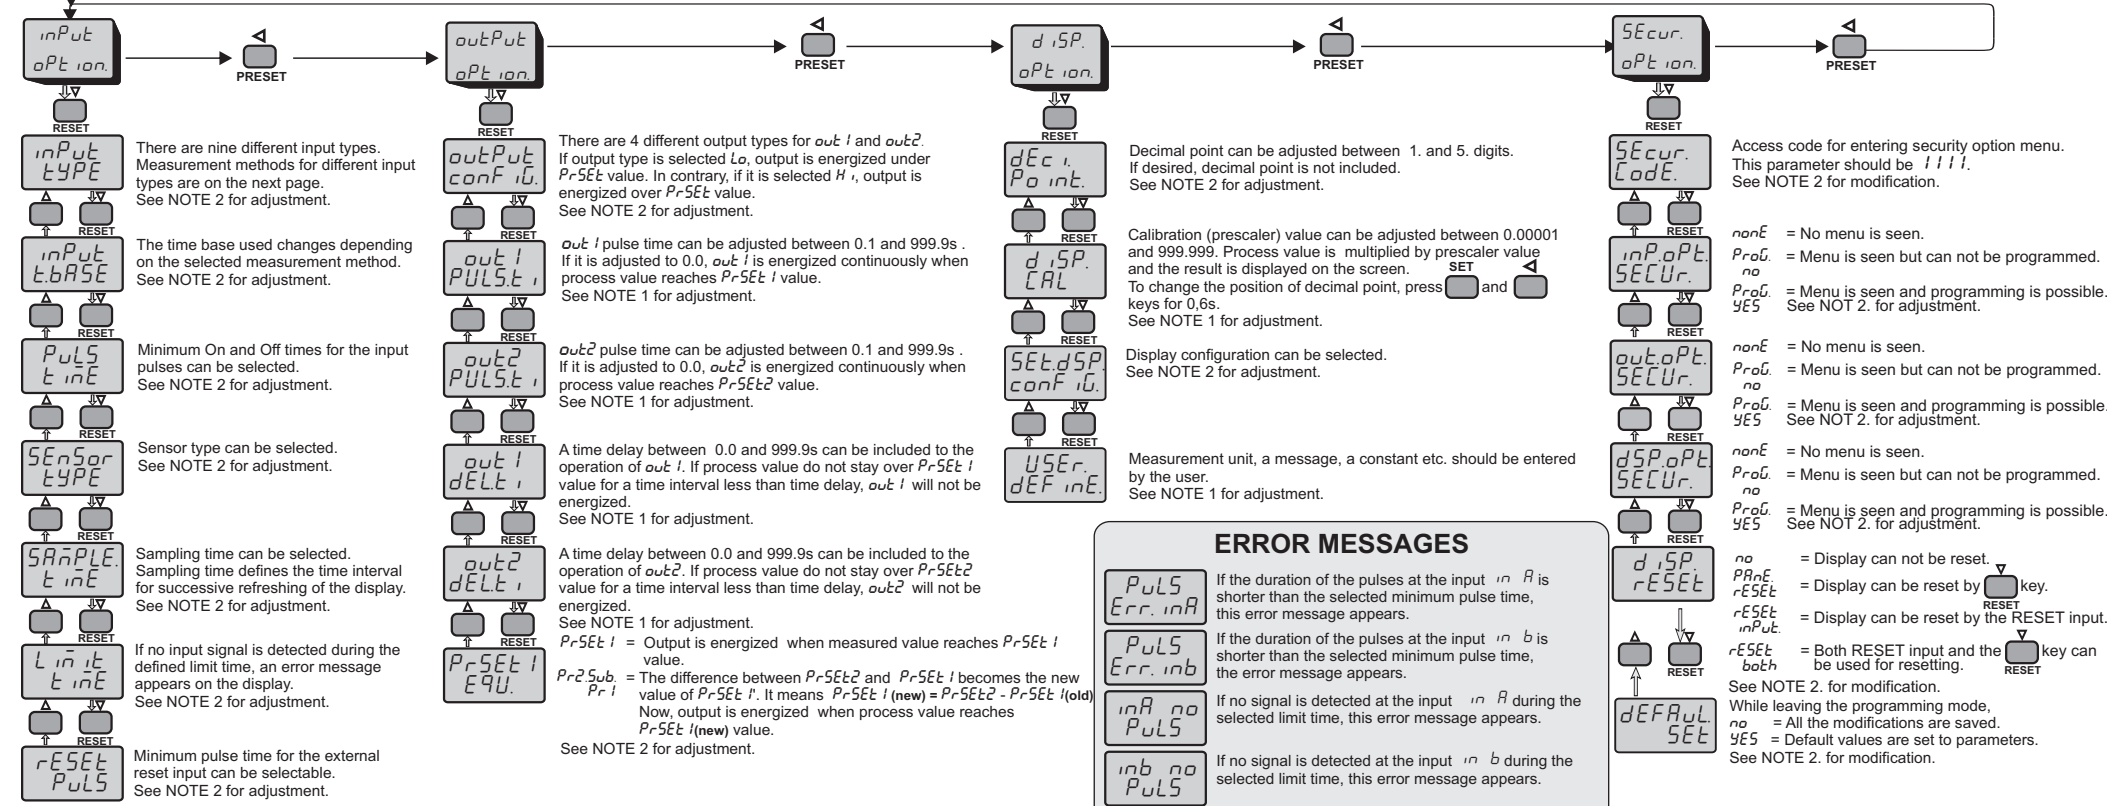 inPut
oPtion.
PRESET
outPut
oPtion.
PRESET
diSP.
oPtion.
PRESET
SEcur.
oPtion.
PRESET
RESET
inPut
tYPE
There are nine different input types.
Measurement methods for different input
types are on the next page.
See NOTE 2 for adjustment.
RESET
inPut
t.bASE
The time base used changes depending
on the selected measurement method.
See NOTE 2 for adjustment.
RESET
PuLS
timE
Minimum On and Off times for the input
pulses can be selected.
See NOTE 2 for adjustment.
RESET
SEnSor
tYPE
Sensor type can be selected.
See NOTE 2 for adjustment.
RESET
SAmPLE.
timE
Sampling time can be selected.
Sampling time defines the time interval
for successive refreshing of the display.
See NOTE 2 for adjustment.
RESET
Limit
timE
If no input signal is detected during the
defined limit time, an error message
appears on the display.
See NOTE 2 for adjustment.
RESET
rESEt
PuLS
Minimum pulse time for the external
reset input can be selectable.
See NOTE 2 for adjustment.
RESET
outPut
conFiG.
There are 4 different output types for out1 and out2.
If output type is selected Lo, output is energized under
PrSEt value. In contrary, if it is selected Hi, output is
energized over PrSEt value.
See NOTE 2 for adjustment.
RESET
out1
PULS.ti
out1 pulse time can be adjusted between 0.1 and 999.9s .
If it is adjusted to 0.0, out1 is energized continuously when
process value reaches PrSEt1 value.
See NOTE 1 for adjustment.
RESET
out2
PULS.ti
out2 pulse time can be adjusted between 0.1 and 999.9s .
If it is adjusted to 0.0, out2 is energized continuously when
process value reaches PrSEt2 value.
See NOTE 1 for adjustment.
RESET
out1
dEL.ti
A time delay between 0.0 and 999.9s can be included to the
operation of out1. If process value do not stay over PrSEt1
value for a time interval less than time delay, out1 will not be
energized.
See NOTE 1 for adjustment.
RESET
out2
dEL.ti
A time delay between 0.0 and 999.9s can be included to the
operation of out2. If process value do not stay over PrSEt2
value for a time interval less than time delay, out2 will not be
energized.
See NOTE 1 for adjustment.
RESET
PrSEt1
E9U.
PrSEt1 = Output is energized when measured value reaches PrSEt1
value.
Pr2.Sub. = The difference between PrSEt2 and PrSEt1 becomes the new
Pr1 value of PrSEt1'. It means PrSEt1(new) = PrSEt2 - PrSEt1(old)
Now, output is energized when process value reaches
PrSEt1(new) value.
See NOTE 2 for adjustment.
RESET
dEci.
Point.
Decimal point can be adjusted between 1. and 5. digits.
If desired, decimal point is not included.
See NOTE 2 for adjustment.
RESET
diSP.
CAL
Calibration (prescaler) value can be adjusted between 0.00001
and 999.999. Process value is multiplied by prescaler value
and the result is displayed on the screen.
SET
To change the position of decimal point, press and
keys for 0,6s.
See NOTE 1 for adjustment.
RESET
SEt.dSP.
conFiG.
Display configuration can be selected.
See NOTE 2 for adjustment.
RESET
USEr.
dEFinE.
Measurement unit, a message, a constant etc. should be entered
by the user.
See NOTE 1 for adjustment.
ERROR MESSAGES
PuLS
Err. inA
If the duration of the pulses at the input in A is
shorter than the selected minimum pulse time,
this error message appears.
PuLS
Err. inb
If the duration of the pulses at the input in b is
shorter than the selected minimum pulse time,
the error message appears.
inA no
PuLS
If no signal is detected at the input in A during the
selected limit time, this error message appears.
inb no
PuLS
If no signal is detected at the input in b during the
selected limit time, this error message appears.
RESET
SEcur.
CodE.
Access code for entering security option menu.
This parameter should be 1111.
See NOTE 2 for modification.
RESET
inP.oPt.
SECUr.
nonE = No menu is seen.
ProG. = Menu is seen but can not be programmed.
no
ProG. = Menu is seen and programming is possible.
YES See NOT 2. for adjustment.
RESET
out.oPt.
SECUr.
nonE = No menu is seen.
ProG. = Menu is seen but can not be programmed.
no
ProG. = Menu is seen and programming is possible.
YES See NOT 2. for adjustment.
RESET
dSP.oPt.
SECUr.
nonE = No menu is seen.
ProG. = Menu is seen but can not be programmed.
no
ProG. = Menu is seen and programming is possible.
YES See NOT 2. for adjustment.
RESET
diSP.
rESEt
no = Display can not be reset.
PAnE.
rESEt = Display can be reset by key.
RESET
rESEt
inPut. = Display can be reset by the RESET input.
rESEt = Both RESET input and the key can
both be used for resetting.
RESET
See NOTE 2. for modification.
RESET
dEFAuL.
SEt
While leaving the programming mode,
no = All the modifications are saved.
YES = Default values are set to parameters.
See NOTE 2. for modification.